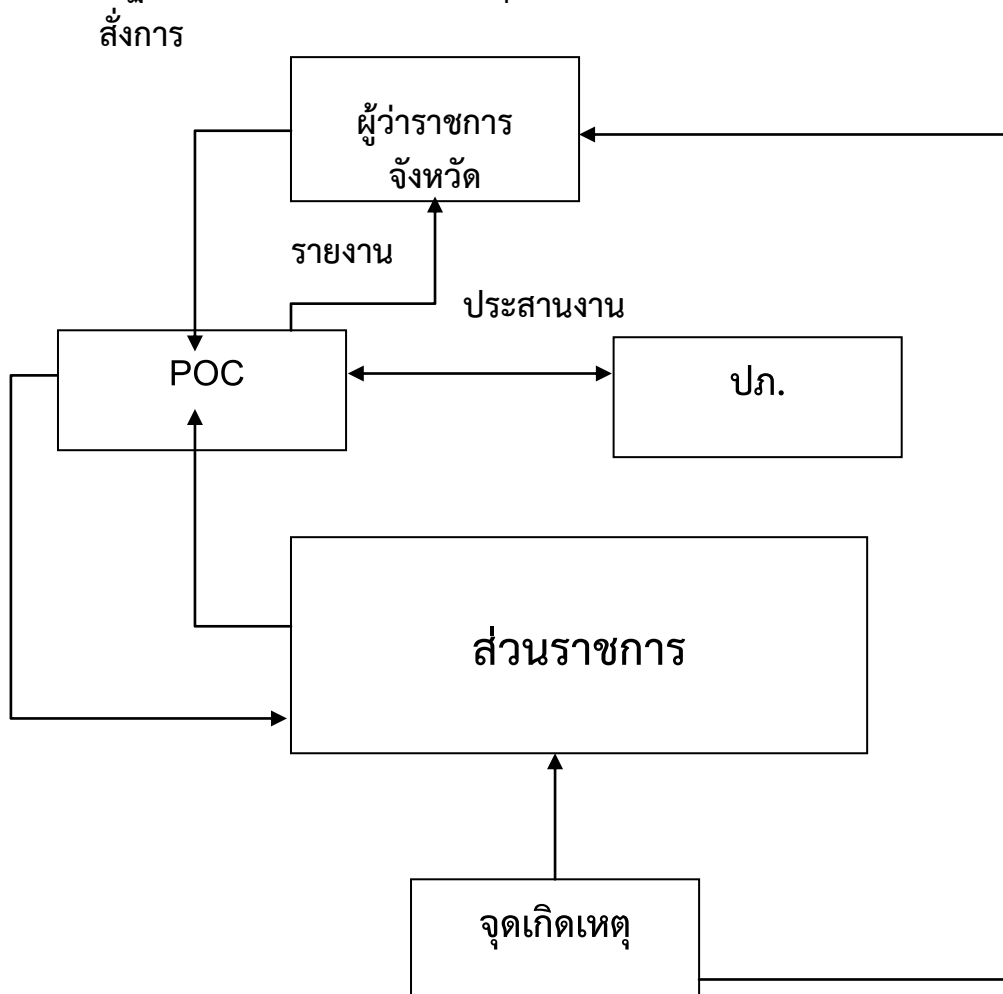 สั่งการ
ผู้ว่าราชการ
จังหวัด
รายงาน
ประสานงาน
POC
ปภ.
ส่วนราชการ
จุดเกิดเหตุ